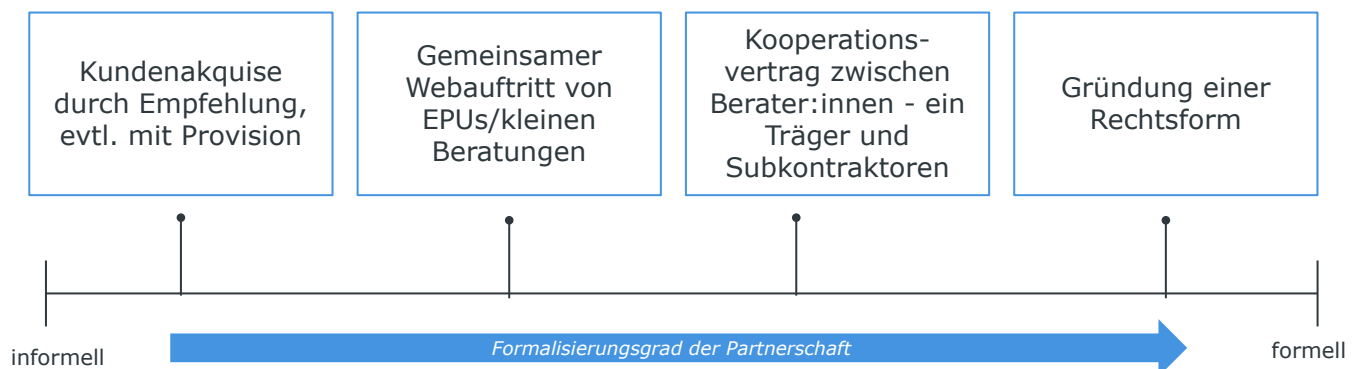 Kundenakquise
durch Empfehlung,
evtl. mit Provision
Gemeinsamer
Webauftritt von
EPUs/kleinen
Beratungen
Kooperations-
vertrag zwischen
Berater:innen - ein
Träger und
Subkontraktoren
Gründung einer
Rechtsform
informell
Formalisierungsgrad der Partnerschaft
formell